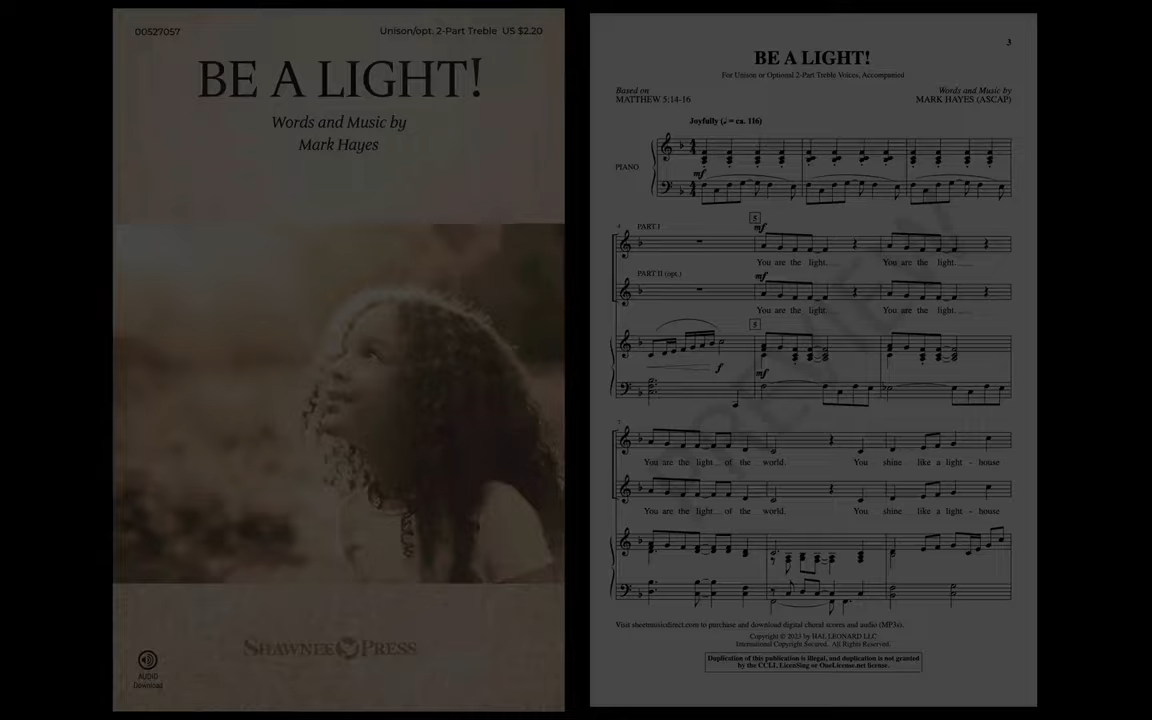 00527057
Unison/opt. 2-Part Treble US $2.20
BE A LIGHT!
Words and Music by
Mark Hayes
SHAWNEE PRESS
AUDIO
Download
3
BE A LIGHT!
For Unison or Optional 2-Part Treble Voices, Accompanied
Based on
MATTHEW 5:14-16
Words and Music by
MARK HAYES (ASCAP)
Joyfully (♩ = ca. 116)
PIANO
mf
4
PART I
5
mf
You are the light. You are the light.
PART II (opt.)
mf
You are the light. You are the light.
5
f
mf
7
You are the light of the world. You shine like a light - house
You are the light of the world. You shine like a light - house
PREVIEW
Visit sheetmusicdirect.com to purchase and download digital choral scores and audio (MP3s).
Copyright © 2023 by HAL LEONARD LLC
International Copyright Secured. All Rights Reserved.
Duplication of this publication is illegal, and duplication is not granted
by the CCLI, LicenSing or OneLicense.net license.